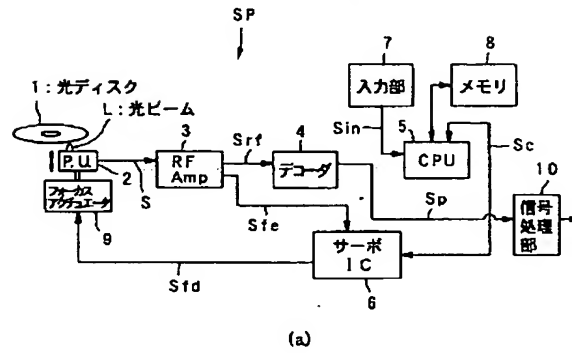 SP
1:光ディスク
L:光ビーム
P.U.
2
S
フォーカス
アクチュエータ
9
3
RF
Amp
Srf
Sfe
4
デコーダ
7
入力部
Sin
8
メモリ
5
CPU
Sc
Sp
10
信号
処理
部
サーボ
IC
6
Sfd
(a)